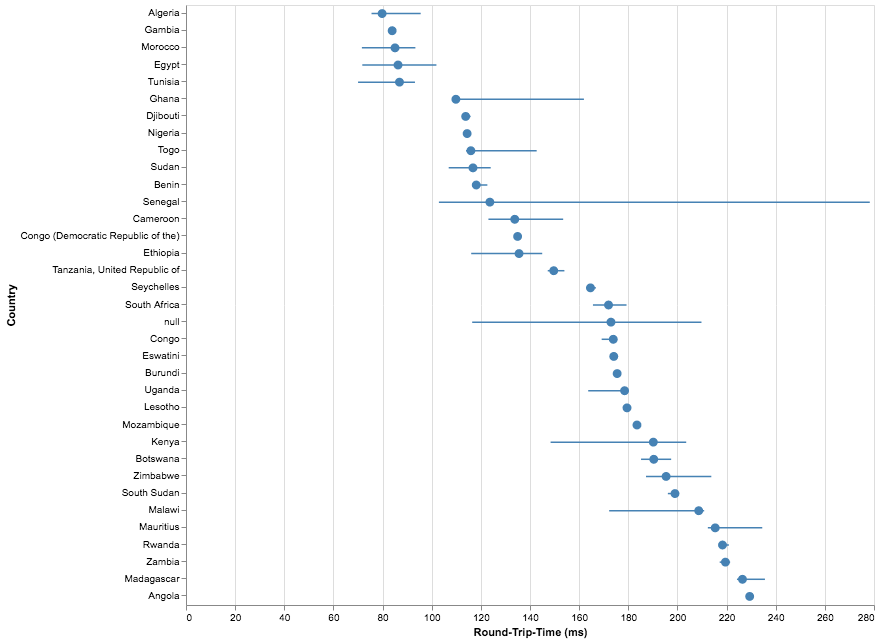 Algeria
Gambia
Morocco
Egypt
Tunisia
Ghana
Djibouti
Nigeria
Togo
Sudan
Benin
Senegal
Cameroon
Congo (Democratic Republic of the)
Ethiopia
Tanzania, United Republic of
Seychelles
South Africa
null
Congo
Eswatini
Burundi
Uganda
Lesotho
Mozambique
Kenya
Botswana
Zimbabwe
South Sudan
Malawi
Mauritius
Rwanda
Zambia
Madagascar
Angola
Country
0 20 40 60 80 100 120 140 160 180 200 220 240 260 280
Round-Trip-Time (ms)